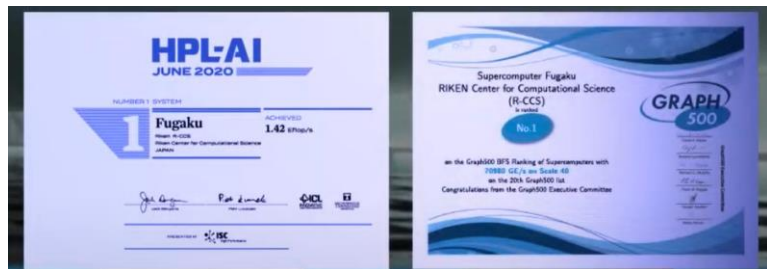 HPL-AI
JUNE 2020
NUMBER 1 SYSTEM
1
Fugaku
Riken R-CCS
Riken Center for Computational Science
JAPAN
ACHIEVED
1.42 EFlop/s
ICL
PRESENTED BY
ISC
Supercomputer Fugaku
RIKEN Center for Computational Science
(R-CCS)
is ranked
No.1
on the Graph500 BFS Ranking of Supercomputers with
70980 GE/s on Scale 40
on the 20th Graph500 list
Congratulations from the Graph500 Executive Committee
GRAPH
500